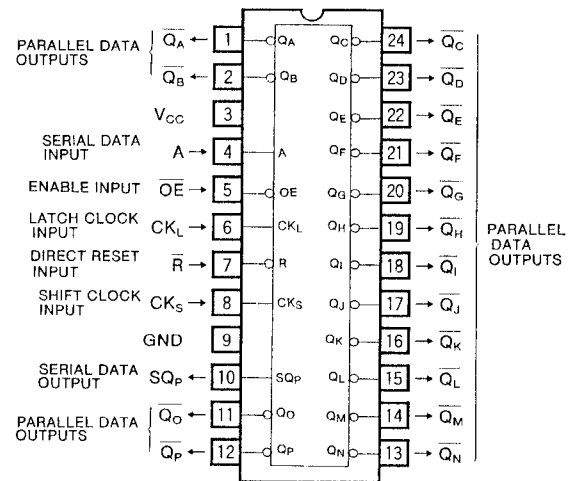 PARALLEL DATA OUTPUTS
Q̅A̅ ← 1 QA QC 24 → Q̅C̅
Q̅B̅ ← 2 QB QD 23 → Q̅D̅
VCC 3 QE 22 → Q̅E̅
SERIAL DATA INPUT A → 4 A QF 21 → Q̅F̅
ENABLE INPUT O̅E̅ → 5 OE QG 20 → Q̅G̅
LATCH CLOCK INPUT CKL → 6 CKL QH 19 → Q̅H̅
DIRECT RESET INPUT R̅ → 7 R QI 18 → Q̅I̅
SHIFT CLOCK INPUT CKS → 8 CKS QJ 17 → Q̅J̅
GND 9 QK 16 → Q̅K̅
SERIAL DATA OUTPUT SQP ← 10 SQP QL 15 → Q̅L̅
PARALLEL DATA OUTPUTS
Q̅O̅ ← 11 QO QM 14 → Q̅M̅
Q̅P̅ ← 12 QP QN 13 → Q̅N̅
PARALLEL DATA OUTPUTS